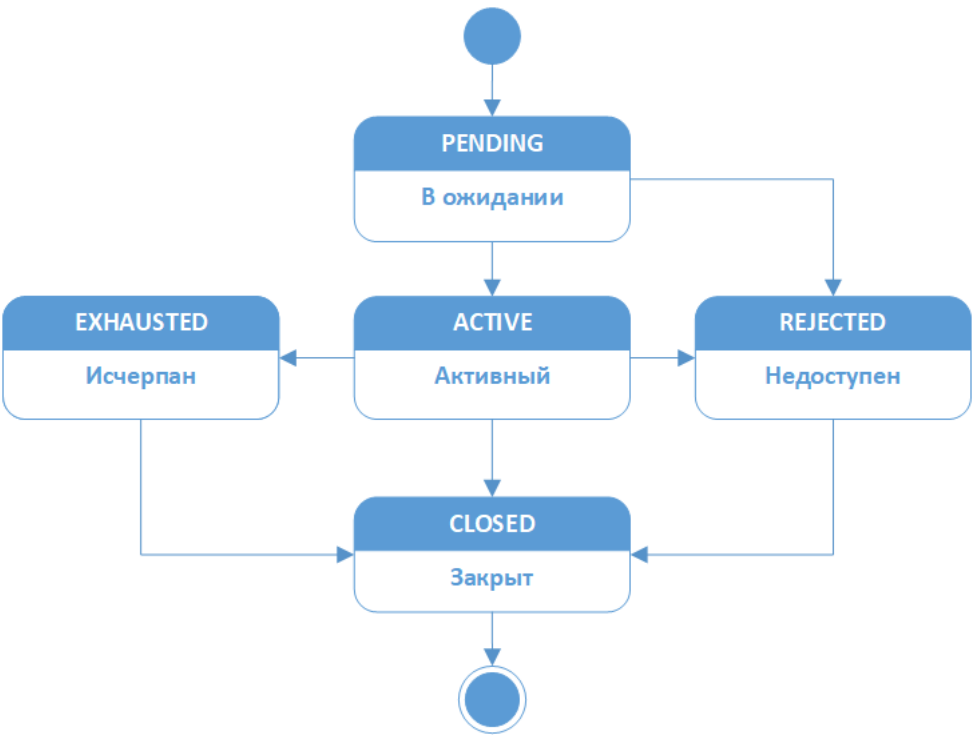 PENDING
В ожидании
EXHAUSTED
Исчерпан
ACTIVE
Активный
REJECTED
Недоступен
CLOSED
Закрыт